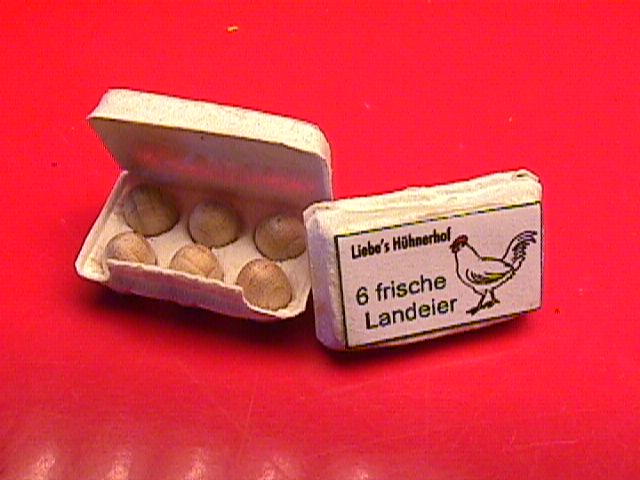 Liebe's Hühnerhof
6 frische
Landeier